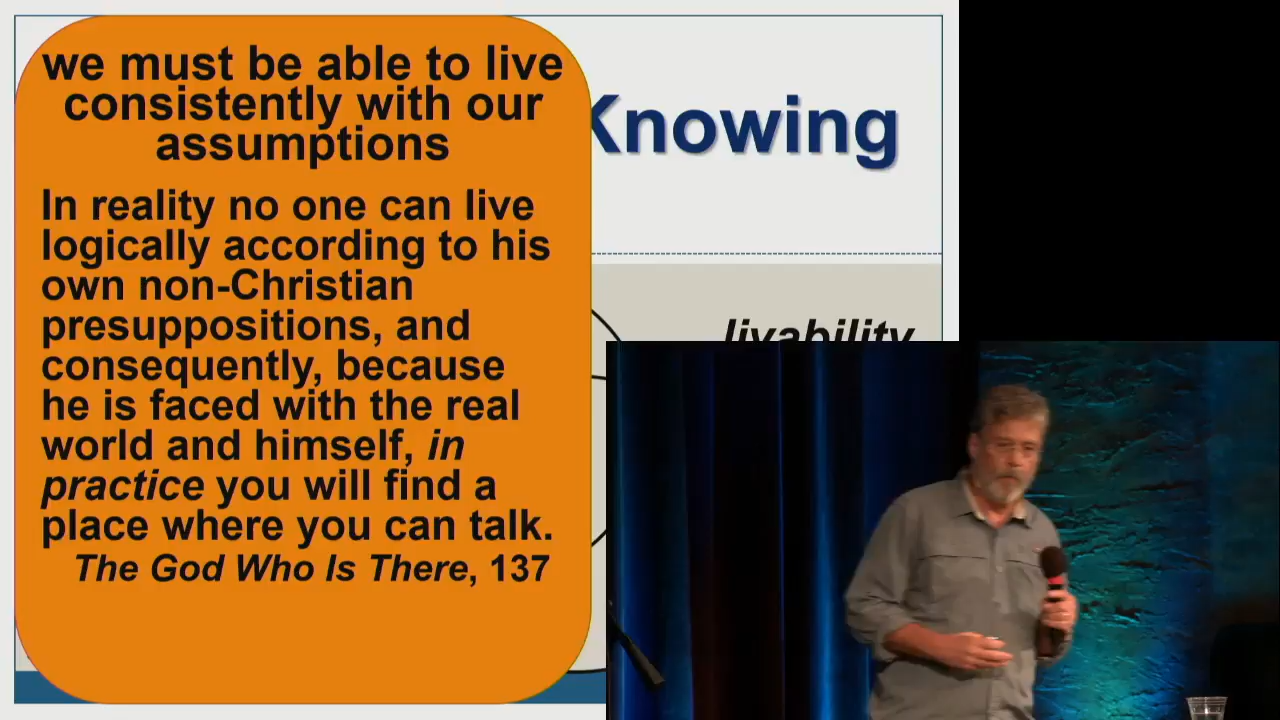 we must be able to live
consistently with our
assumptions
Knowing
In reality no one can live
logically according to his
own non-Christian
presuppositions, and
consequently, because
he is faced with the real
world and himself, in
practice you will find a
place where you can talk.
The God Who Is There, 137
livability